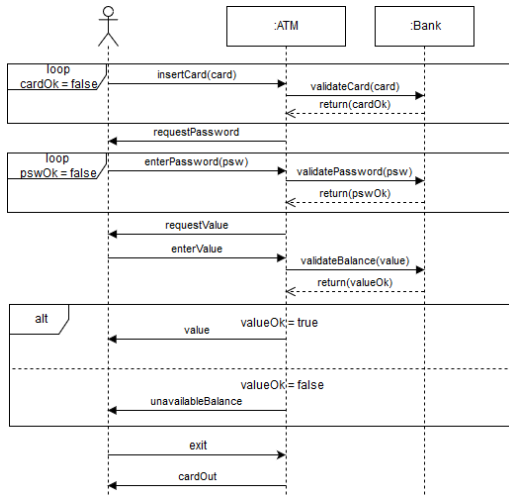 :ATM
:Bank
loop
cardOk = false
insertCard(card)
validateCard(card)
return(cardOk)
requestPassword
loop
pswOk = false
enterPassword(psw)
validatePassword(psw)
return(pswOk)
requestValue
enterValue
validateBalance(value)
return(valueOk)
alt
valueOk = true
value
valueOk = false
unavailableBalance
exit
cardOut